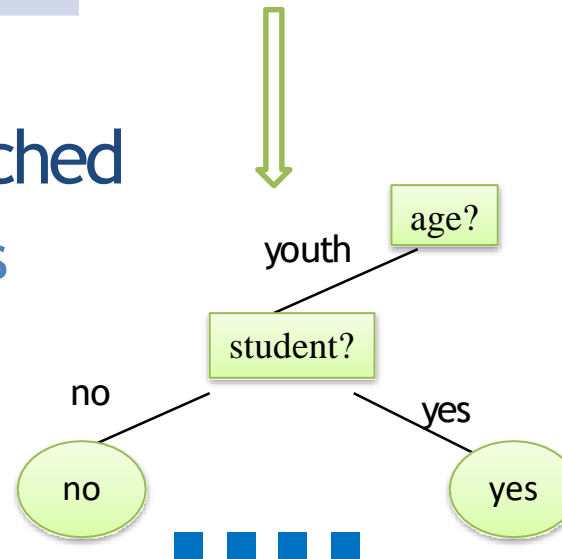 ched
s
age?
youth
student?
no
yes
no
yes